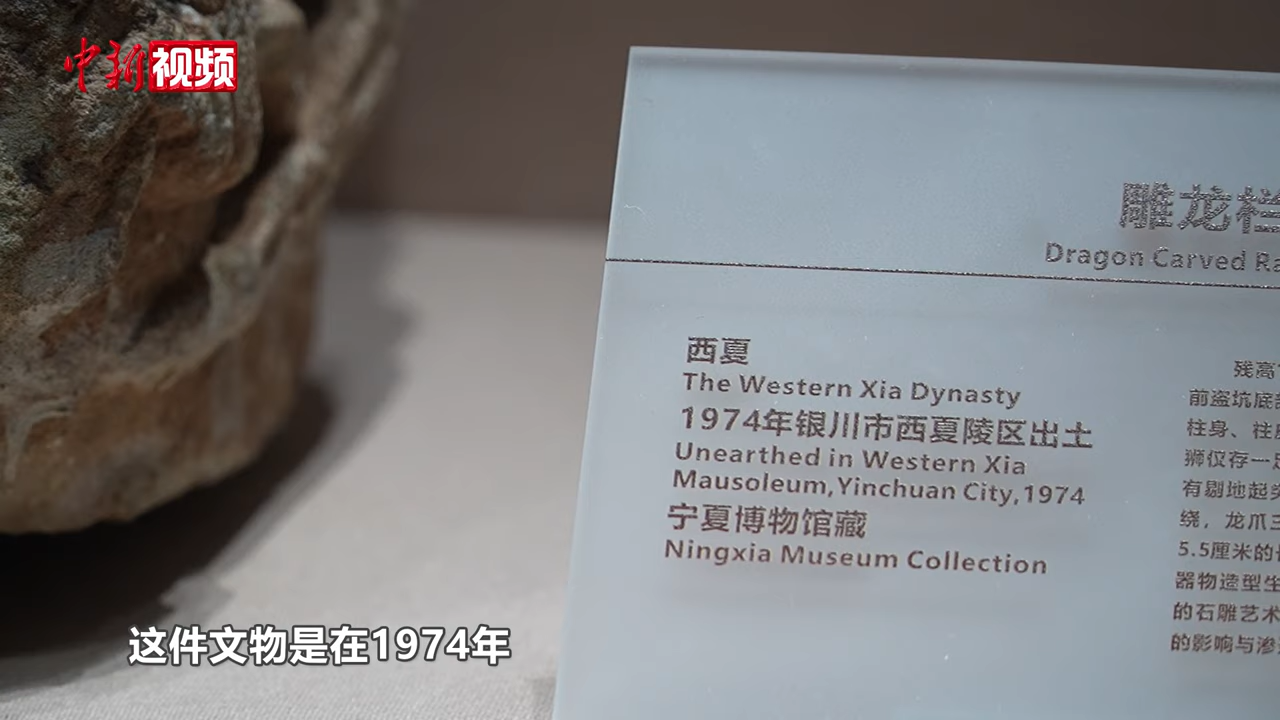 中新视频
雕龙栏
Dragon Carved Ra
西夏
The Western Xia Dynasty
1974年银川市西夏陵区出土
Unearthed in Western Xia
Mausoleum,Yinchuan City,1974
宁夏博物馆藏
Ningxia Museum Collection
残高
前盗坑底部
柱身、柱
狮仅存一
有剔地起突
绕，龙爪三
5.5厘米的
器物造型生
的石雕艺术
的影响与渗
这件文物是在1974年